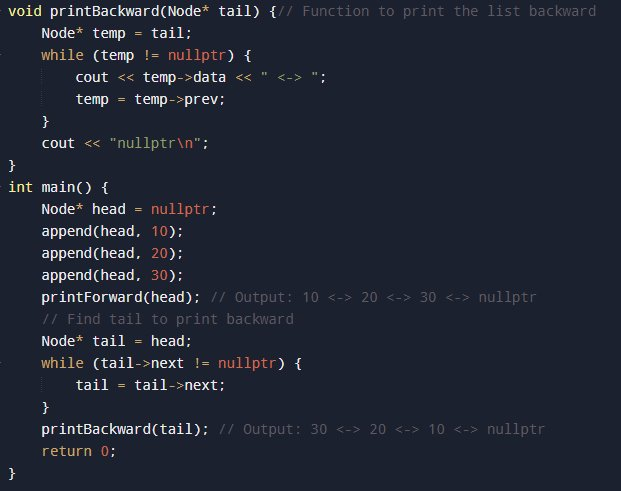 void printBackward(Node* tail) {// Function to print the list backward
    Node* temp = tail;
    while (temp != nullptr) {
        cout << temp->data << " <-> ";
        temp = temp->prev;
    }
    cout << "nullptr\n";
}
int main() {
    Node* head = nullptr;
    append(head, 10);
    append(head, 20);
    append(head, 30);
    printForward(head); // Output: 10 <-> 20 <-> 30 <-> nullptr
    // Find tail to print backward
    Node* tail = head;
    while (tail->next != nullptr) {
        tail = tail->next;
    }
    printBackward(tail); // Output: 30 <-> 20 <-> 10 <-> nullptr
    return 0;
}